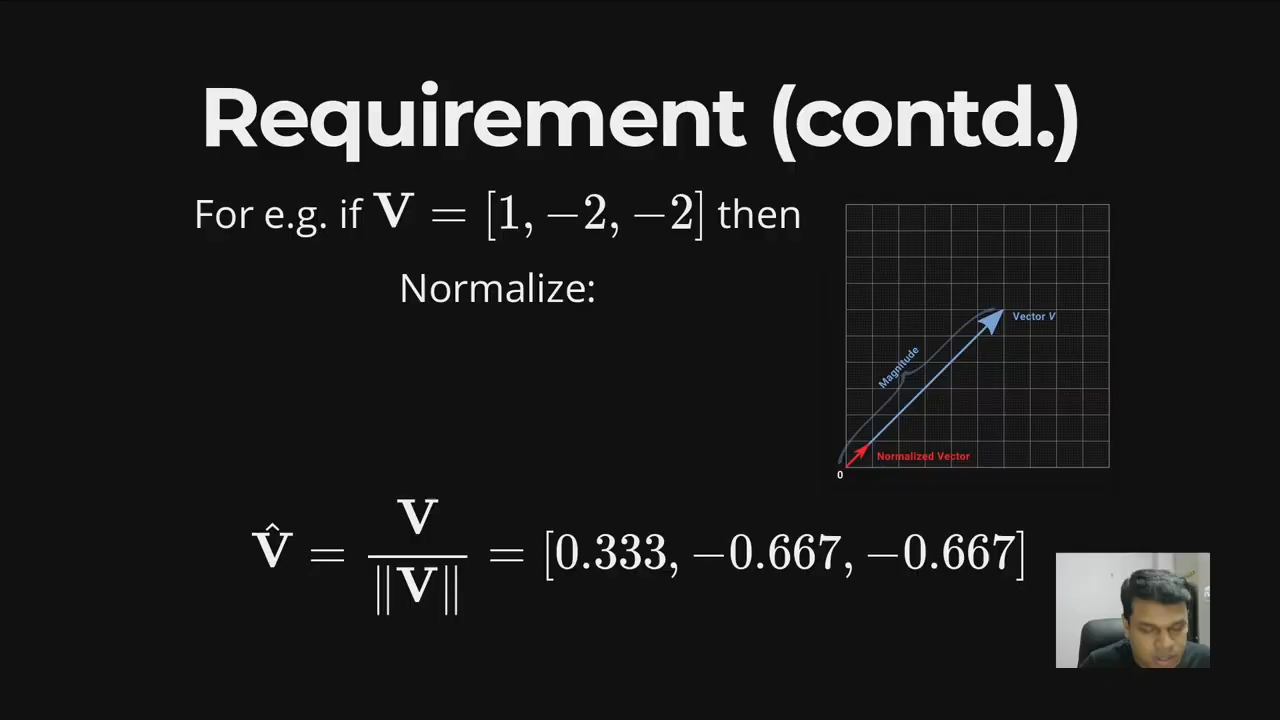 Requirement (contd.)
For e.g. if V = [1, −2, −2] then
Normalize:
Vector V
Magnitude
Normalized Vector
0
V̂ = V / ‖V‖ = [0.333, −0.667, −0.667]